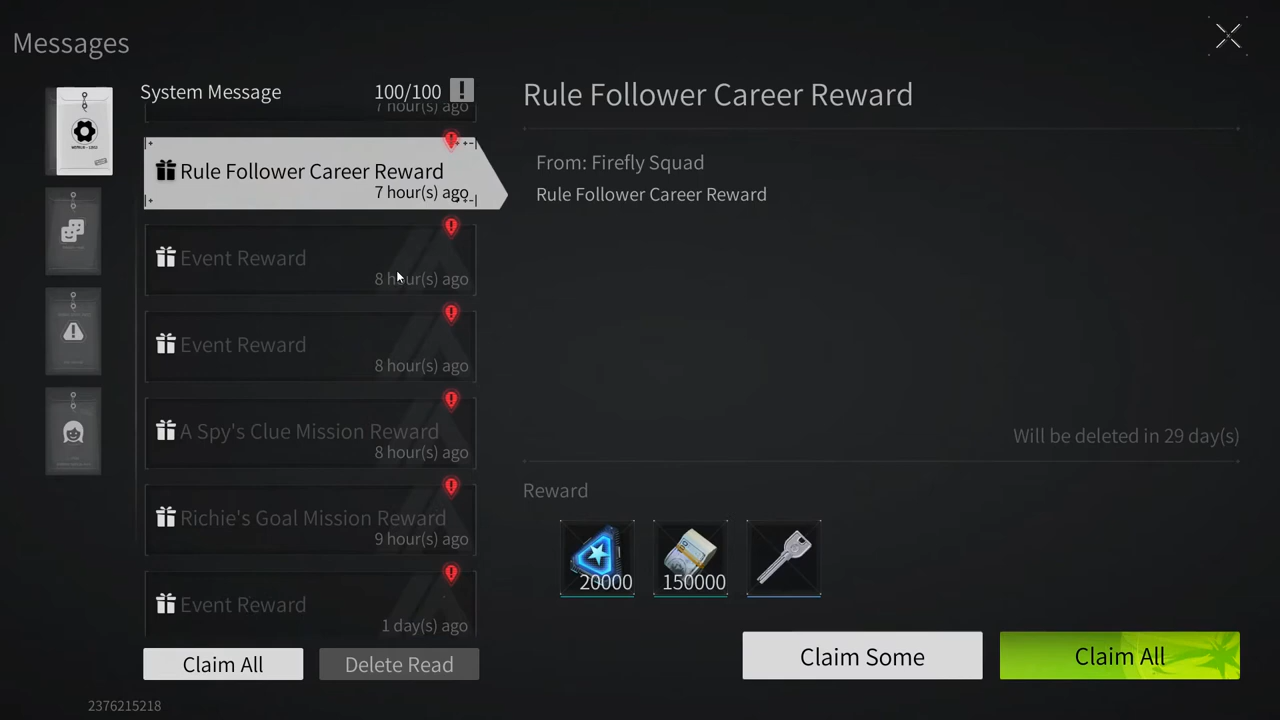 Messages
System Message
100/100
7 hour(s) ago
Rule Follower Career Reward
7 hour(s) ago
Event Reward
8 hour(s) ago
Event Reward
8 hour(s) ago
A Spy's Clue Mission Reward
8 hour(s) ago
Richie's Goal Mission Reward
9 hour(s) ago
Event Reward
1 day(s) ago
Claim All
Delete Read
Rule Follower Career Reward
From: Firefly Squad
Rule Follower Career Reward
Will be deleted in 29 day(s)
Reward
20000
150000
Claim Some
Claim All
2376215218